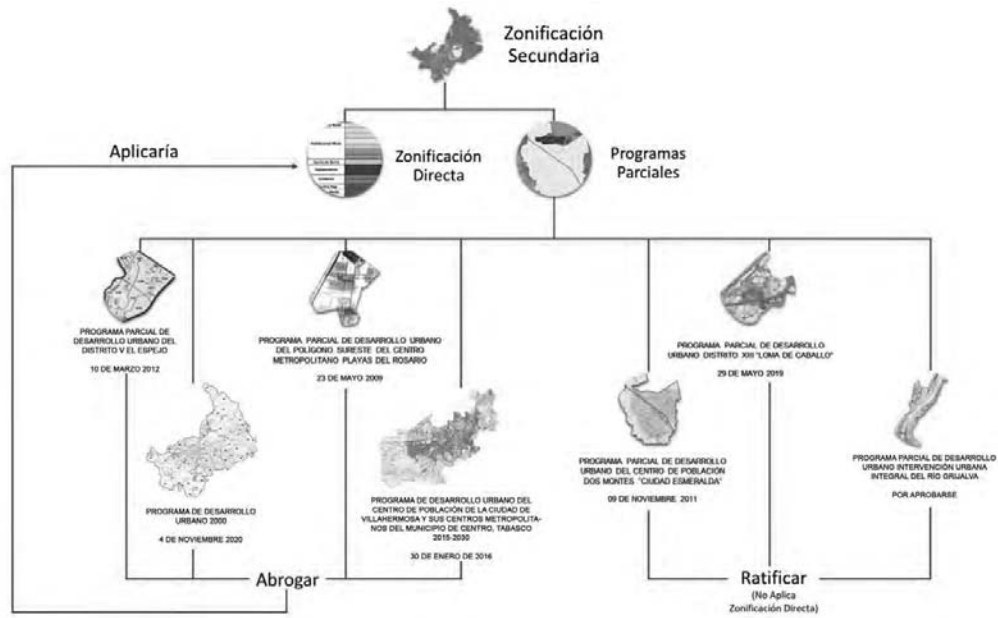 Zonificación
Secundaria
Aplicaría
Zonificación
Directa
Programas
Parciales
PROGRAMA PARCIAL DE
DESARROLLO URBANO DEL
DISTRITO V EL ESPEJO
10 DE MARZO 2012
PROGRAMA PARCIAL DE DESARROLLO URBANO
DEL POLÍGONO SURESTE DEL CENTRO
METROPOLITANO PLAYAS DEL ROSARIO
23 DE MAYO 2009
PROGRAMA PARCIAL DE DESARROLLO
URBANO DISTRITO XIII "LOMA DE CABALLO"
29 DE MAYO 2019
PROGRAMA DE DESARROLLO
URBANO 2000
4 DE NOVIEMBRE 2020
PROGRAMA DE DESARROLLO URBANO DEL
CENTRO DE POBLACIÓN DE LA CIUDAD DE
VILLAHERMOSA Y SUS CENTROS METROPOLITA-
NOS DEL MUNICIPIO DE CENTRO, TABASCO
2015-2030
30 DE ENERO DE 2016
PROGRAMA PARCIAL DE DESARROLLO
URBANO DEL CENTRO DE POBLACIÓN
DOS MONTES "CIUDAD ESMERALDA"
09 DE NOVIEMBRE 2011
PROGRAMA PARCIAL DE DESARROLLO
URBANO INTERVENCIÓN URBANA
INTEGRAL DEL RÍO GRIJALVA
POR APROBARSE
Abrogar
Ratificar
(No Aplica
Zonificación Directa)